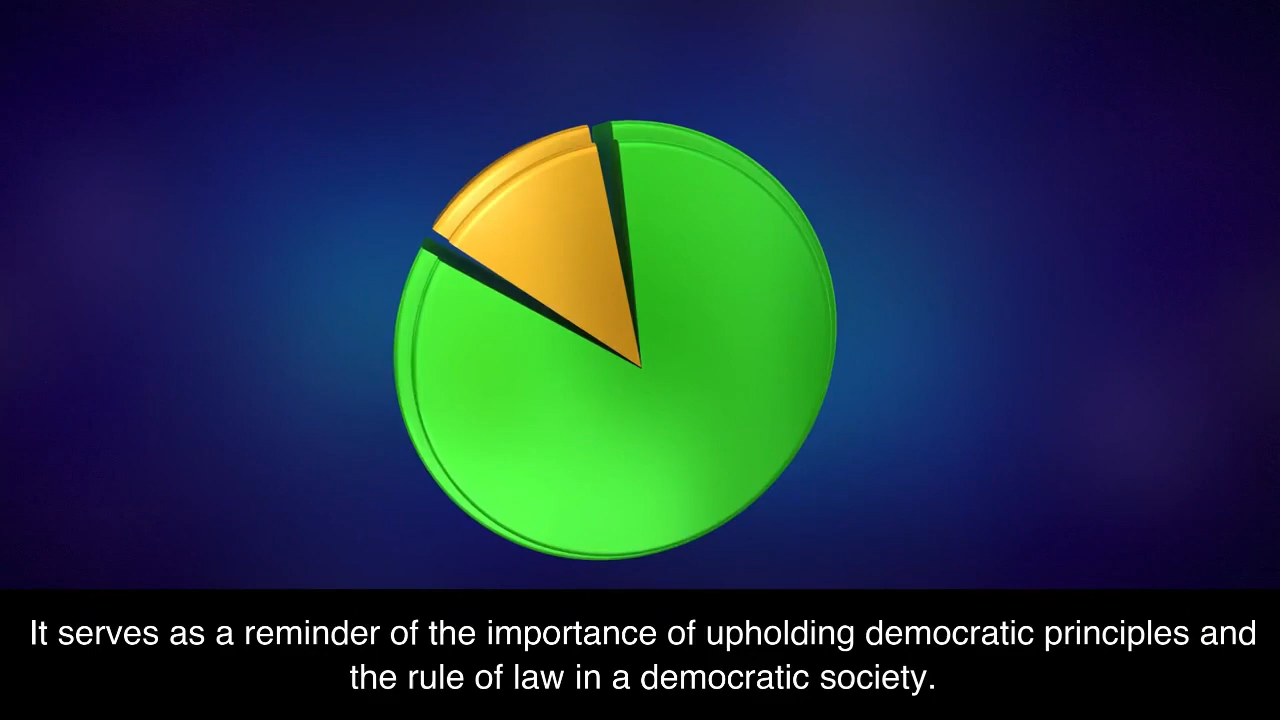 It serves as a reminder of the importance of upholding democratic principles and
the rule of law in a democratic society.